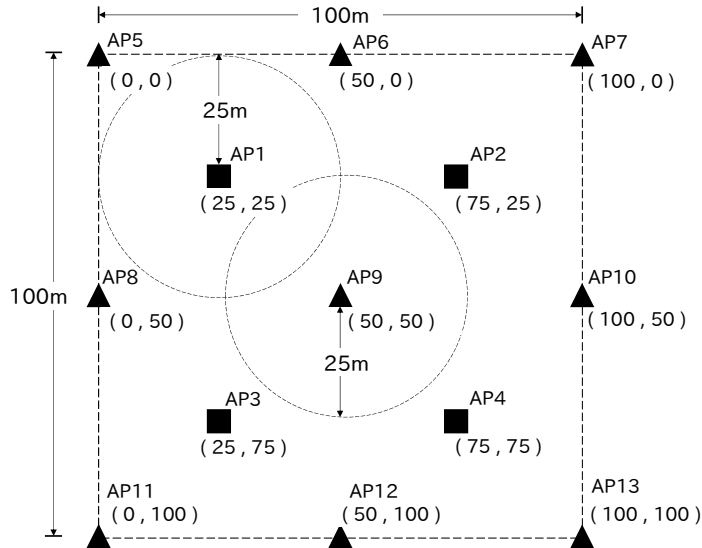 100m
AP5
AP6
AP7
( 0 , 0 )
( 50 , 0 )
( 100 , 0 )
25m
AP1
AP2
( 25 , 25 )
( 75 , 25 )
AP8
AP9
AP10
100m
( 0 , 50 )
( 50 , 50 )
( 100 , 50 )
25m
AP3
AP4
( 25 , 75 )
( 75 , 75 )
AP11
AP12
AP13
( 0 , 100 )
( 50 , 100 )
( 100 , 100 )